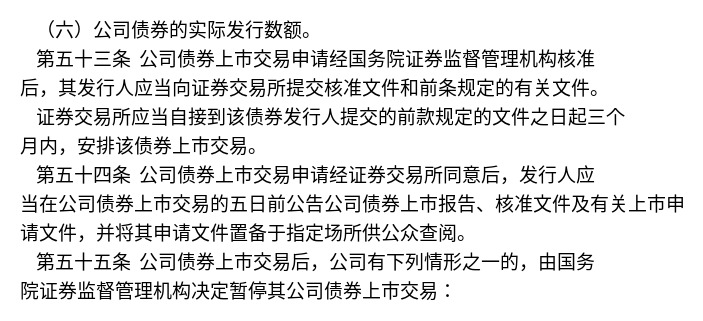 （六）公司债券的实际发行数额。
第五十三条 公司债券上市交易申请经国务院证券监督管理机构核准
后，其发行人应当向证券交易所提交核准文件和前条规定的有关文件。
证券交易所应当自接到该债券发行人提交的前款规定的文件之日起三个
月内，安排该债券上市交易。
第五十四条 公司债券上市交易申请经证券交易所同意后，发行人应
当在公司债券上市交易的五日前公告公司债券上市报告、核准文件及有关上市申
请文件，并将其申请文件置备于指定场所供公众查阅。
第五十五条 公司债券上市交易后，公司有下列情形之一的，由国务
院证券监督管理机构决定暂停其公司债券上市交易：